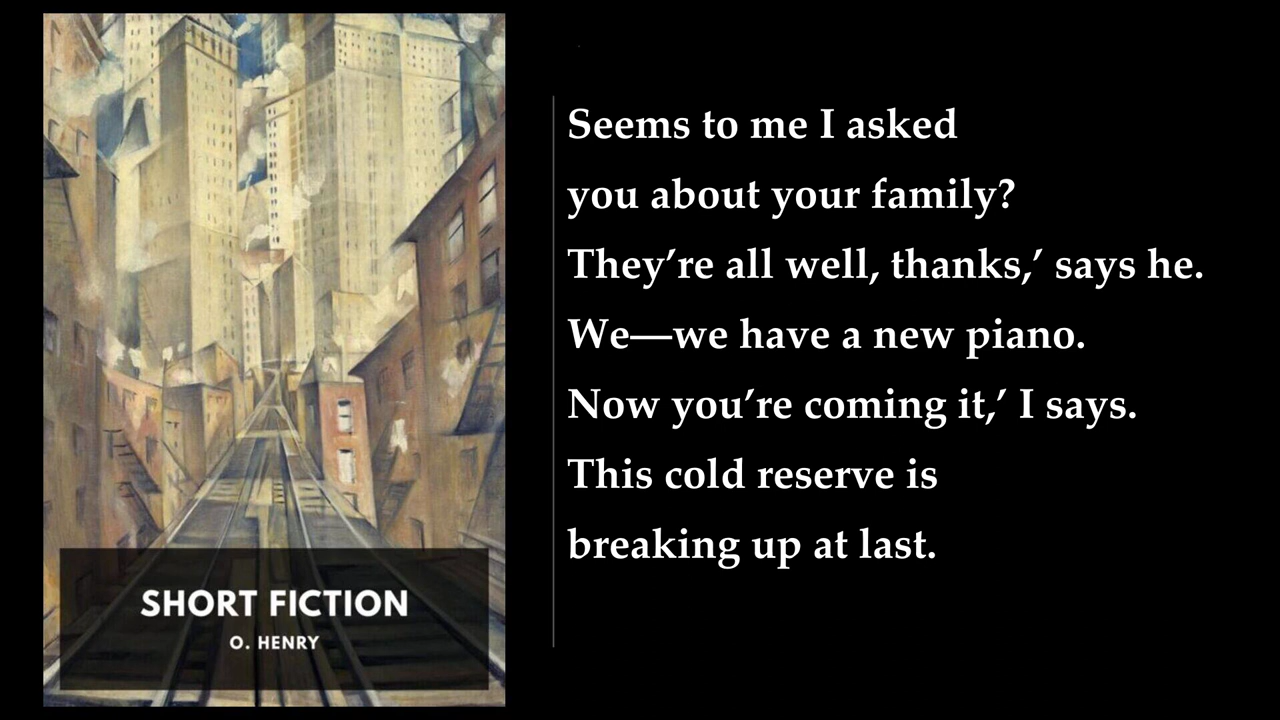 SHORT FICTION
O. HENRY
Seems to me I asked
you about your family?
They’re all well, thanks,’ says he.
We—we have a new piano.
Now you’re coming it,’ I says.
This cold reserve is
breaking up at last.